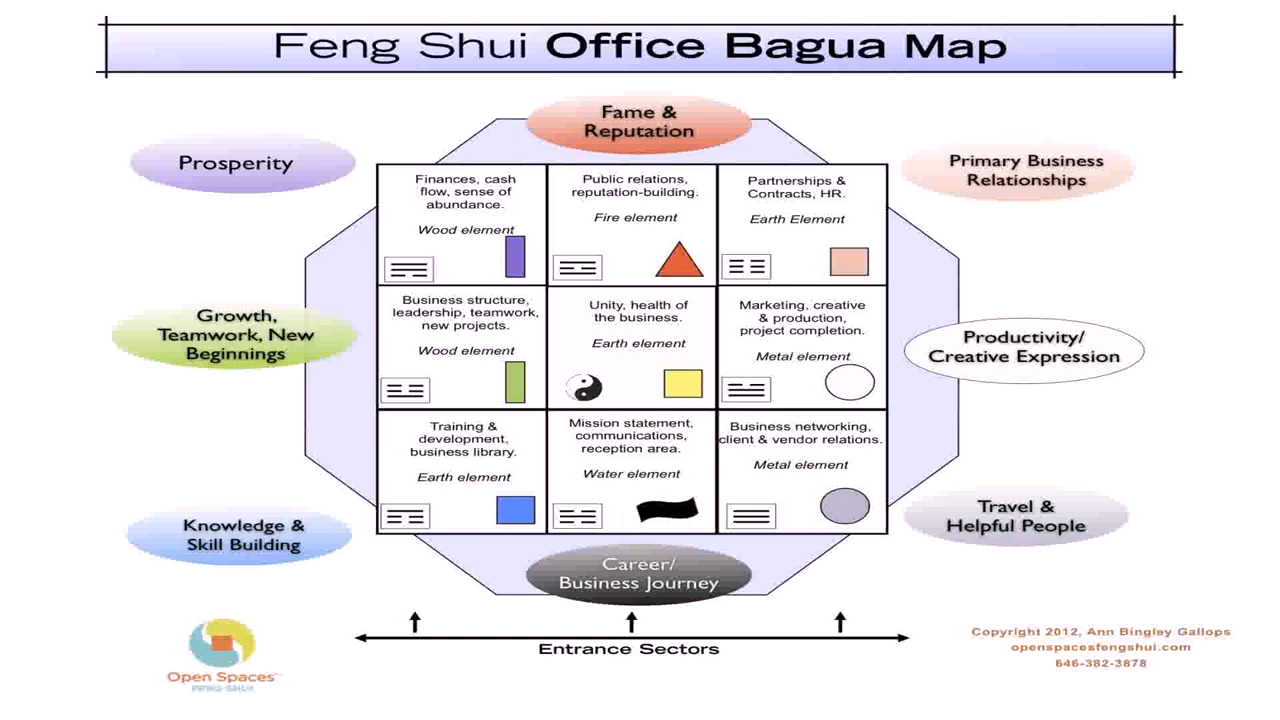 Feng Shui Office Bagua Map
Fame &
Reputation
Prosperity
Primary Business
Relationships
Finances, cash
flow, sense of
abundance.
Wood element
Public relations,
reputation-building.
Fire element
Partnerships &
Contracts, HR.
Earth Element
Growth,
Teamwork, New
Beginnings
Business structure,
leadership, teamwork,
new projects.
Wood element
Unity, health of
the business.
Earth element
Marketing, creative
& production,
project completion.
Metal element
Productivity/
Creative Expression
Training &
development,
business library.
Earth element
Mission statement,
communications,
reception area.
Water element
Business networking,
client & vendor relations.
Metal element
Knowledge &
Skill Building
Travel &
Helpful People
Career/
Business Journey
Entrance Sectors
Open Spaces
FENG SHUI
Copyright 2012, Ann Bingley Gallops
openspacesfengshui.com
646-382-3878